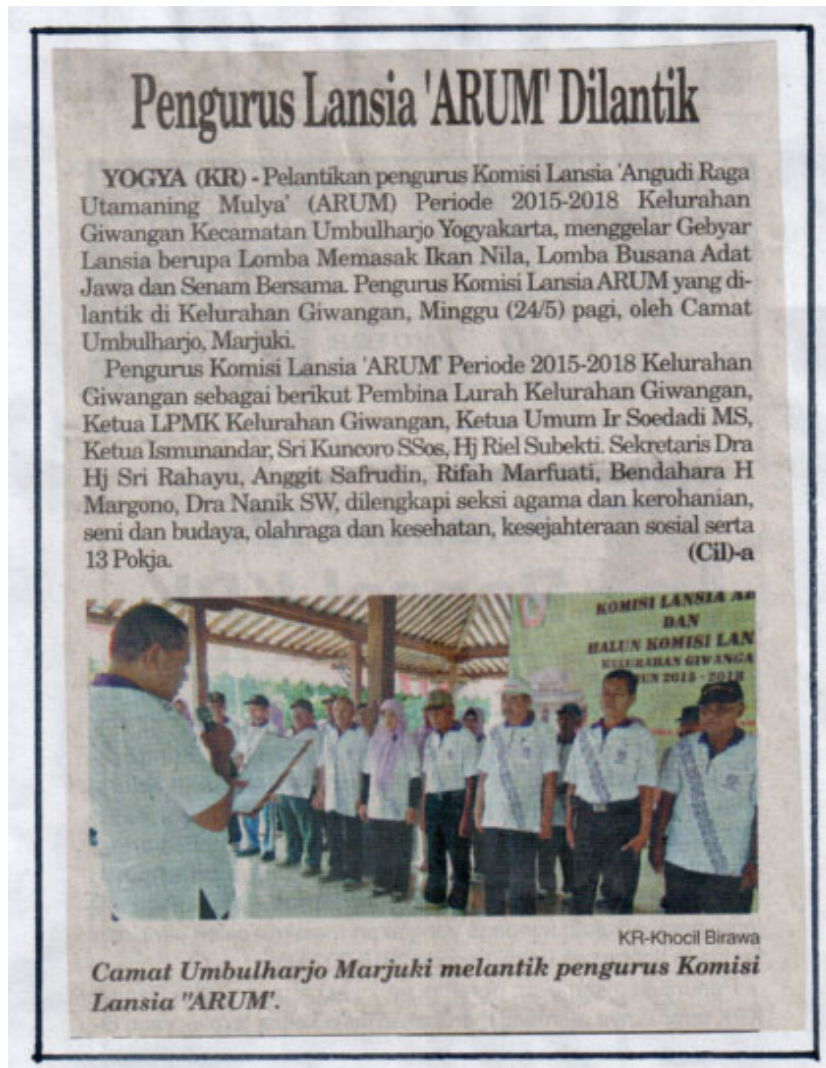 Pengurus Lansia 'ARUM' Dilantik
YOGYA (KR) - Pelantikan pengurus Komisi Lansia 'Angudi Raga
Utamaning Mulya' (ARUM) Periode 2015-2018 Kelurahan
Giwangan Kecamatan Umbulharjo Yogyakarta, menggelar Gebyar
Lansia berupa Lomba Memasak Ikan Nila, Lomba Busana Adat
Jawa dan Senam Bersama. Pengurus Komisi Lansia ARUM yang di-
lantik di Kelurahan Giwangan, Minggu (24/5) pagi, oleh Camat
Umbulharjo, Marjuki.
Pengurus Komisi Lansia 'ARUM' Periode 2015-2018 Kelurahan
Giwangan sebagai berikut Pembina Lurah Kelurahan Giwangan,
Ketua LPMK Kelurahan Giwangan, Ketua Umum Ir Soedadi MS,
Ketua Ismunandar, Sri Kuncoro SSos, Hj Riel Subekti. Sekretaris Dra
Hj Sri Rahayu, Anggit Safrudin, Rifah Marfuati, Bendahara H
Margono, Dra Nanik SW, dilengkapi seksi agama dan kerohanian,
seni dan budaya, olahraga dan kesehatan, kesejahteraan sosial serta
13 Pokja. (Cil)-a
KOMISI LANSIA
DAN
HALUN KOMISI LAN
KELURAHAN GIWANGA
2015 - 2018
KR-Khocil Birawa
Camat Umbulharjo Marjuki melantik pengurus Komisi
Lansia "ARUM'.